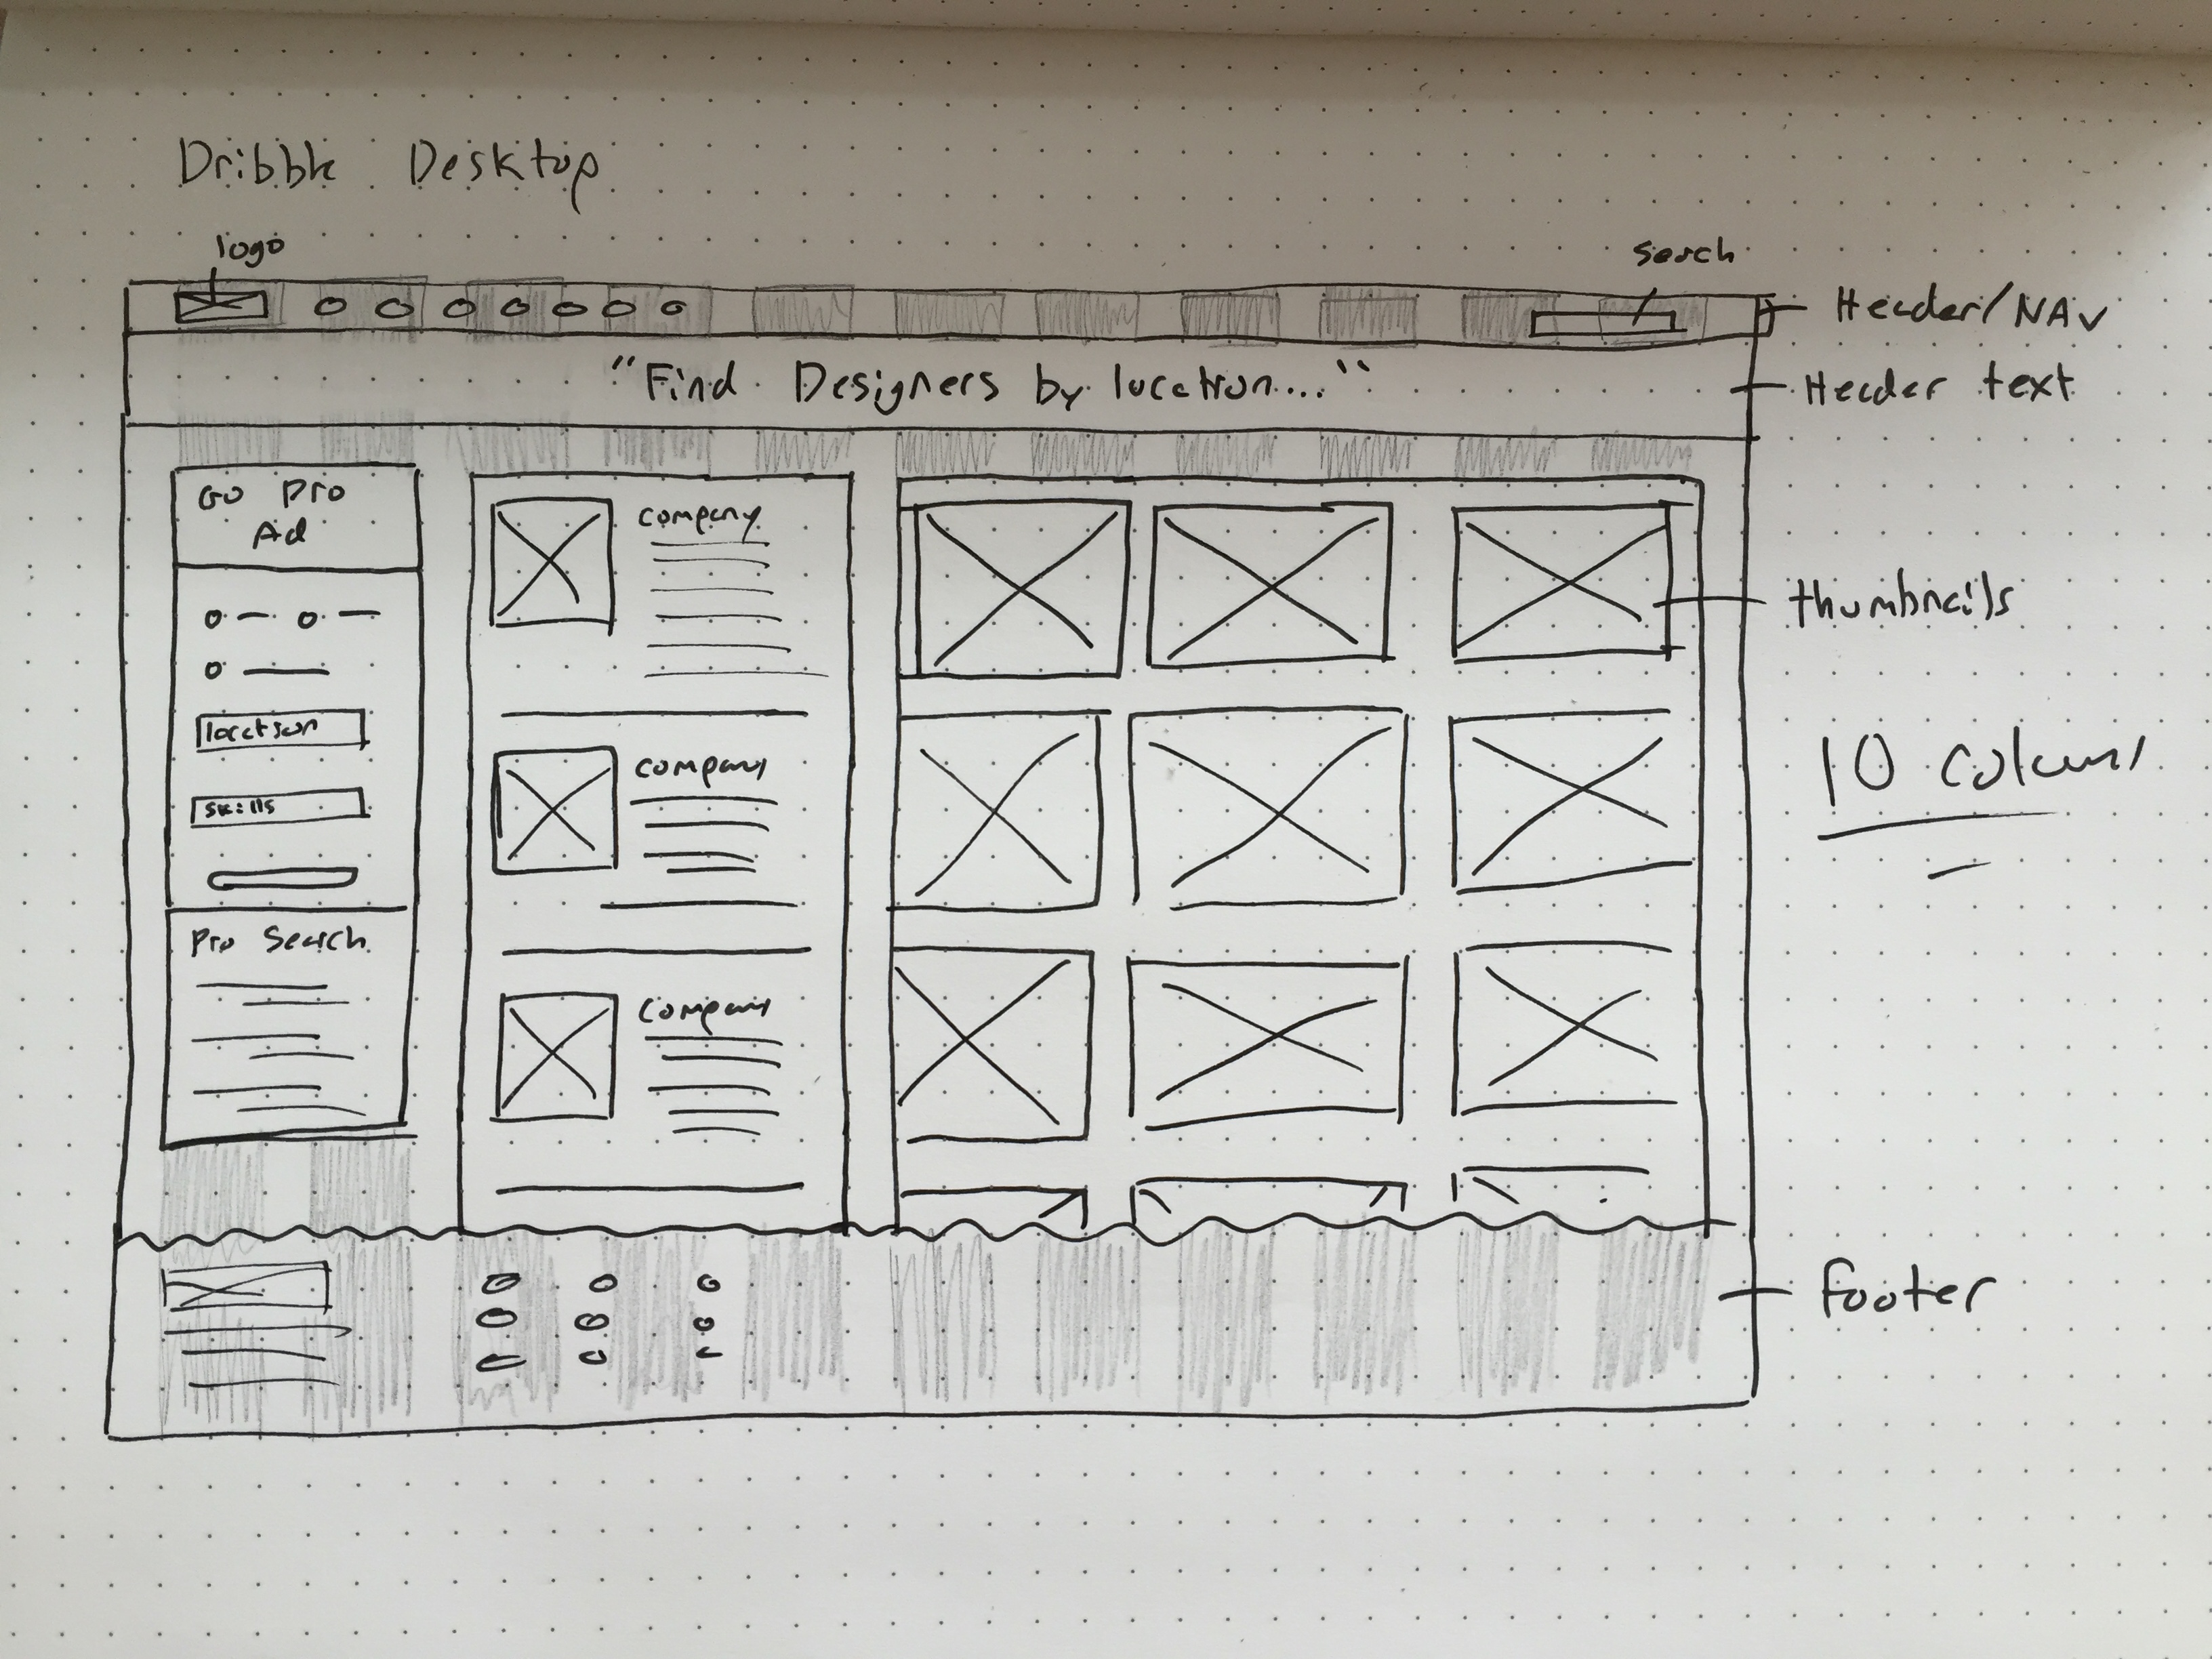 Dribbble Desktop
logo
search
Header/NAv
"Find Designers by location..."
Header text
Go Pro
Ad
company
thumbnails
location
company
10 columns
skills
Pro Search
Company
footer